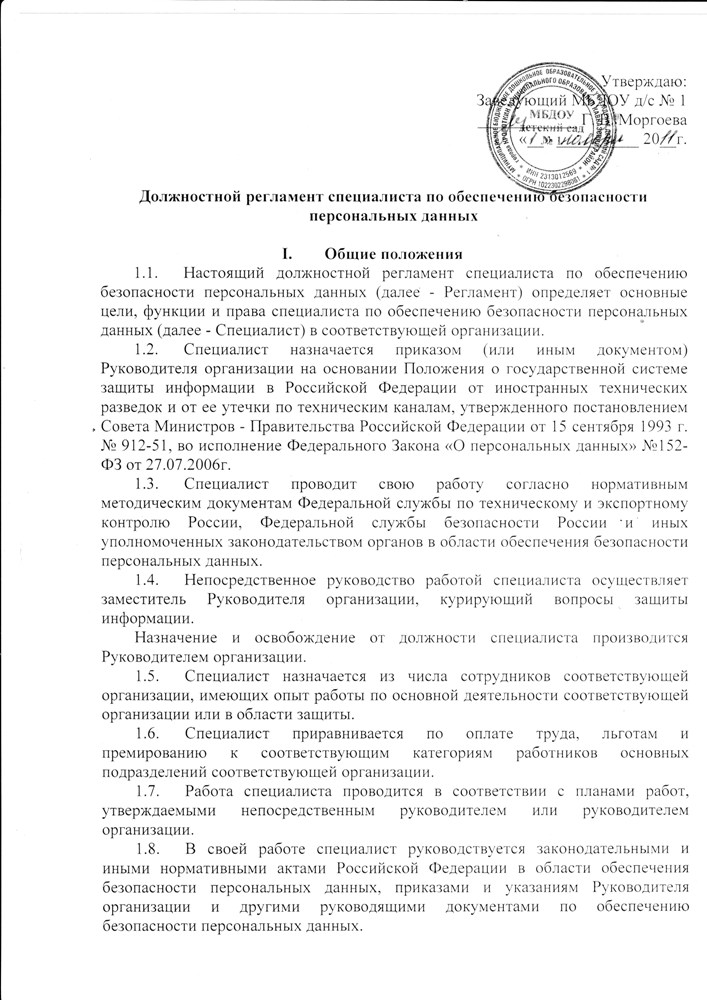 Утверждаю:
Заведующий МБДОУ д/с № 1
Моргоева
« 1 » 2011г.
МБДОУ
детский сад
№ 1
ИНН 2313012569
ОГРН 1022302298081
Должностной регламент специалиста по обеспечению безопасности
персональных данных
I. Общие положения
1.1. Настоящий должностной регламент специалиста по обеспечению
безопасности персональных данных (далее - Регламент) определяет основные
цели, функции и права специалиста по обеспечению безопасности персональных
данных (далее - Специалист) в соответствующей организации.
1.2. Специалист назначается приказом (или иным документом)
Руководителя организации на основании Положения о государственной системе
защиты информации в Российской Федерации от иностранных технических
разведок и от ее утечки по техническим каналам, утвержденного постановлением
Совета Министров - Правительства Российской Федерации от 15 сентября 1993 г.
№ 912-51, во исполнение Федерального Закона «О персональных данных» №152-
ФЗ от 27.07.2006г.
1.3. Специалист проводит свою работу согласно нормативным
методическим документам Федеральной службы по техническому и экспортному
контролю России, Федеральной службы безопасности России и иных
уполномоченных законодательством органов в области обеспечения безопасности
персональных данных.
1.4. Непосредственное руководство работой специалиста осуществляет
заместитель Руководителя организации, курирующий вопросы защиты
информации.
Назначение и освобождение от должности специалиста производится
Руководителем организации.
1.5. Специалист назначается из числа сотрудников соответствующей
организации, имеющих опыт работы по основной деятельности соответствующей
организации или в области защиты.
1.6. Специалист приравнивается по оплате труда, льготам и
премированию к соответствующим категориям работников основных
подразделений соответствующей организации.
1.7. Работа специалиста проводится в соответствии с планами работ,
утверждаемыми непосредственным руководителем или руководителем
организации.
1.8. В своей работе специалист руководствуется законодательными и
иными нормативными актами Российской Федерации в области обеспечения
безопасности персональных данных, приказами и указаниям Руководителя
организации и другими руководящими документами по обеспечению
безопасности персональных данных.